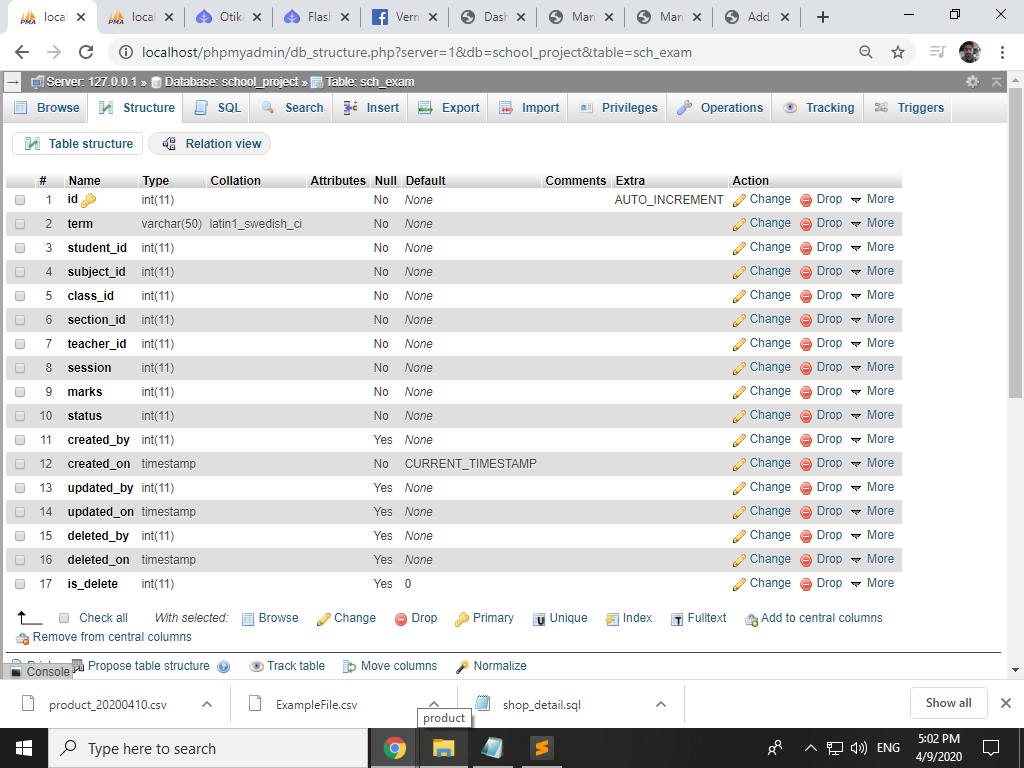 local local Otik Flash Vern Dash Man Man Add
localhost/phpmyadmin/db_structure.php?server=1&db=school_project&table=sch_exam
Server: 127.0.0.1 » Database: school_project » Table: sch_exam
Browse Structure SQL Search Insert Export Import Privileges Operations Tracking Triggers
Table structure Relation view
# Name Type Collation Attributes Null Default Comments Extra Action
1 id int(11) No None AUTO_INCREMENT Change Drop More
2 term varchar(50) latin1_swedish_ci No None Change Drop More
3 student_id int(11) No None Change Drop More
4 subject_id int(11) No None Change Drop More
5 class_id int(11) No None Change Drop More
6 section_id int(11) No None Change Drop More
7 teacher_id int(11) No None Change Drop More
8 session int(11) No None Change Drop More
9 marks int(11) No None Change Drop More
10 status int(11) No None Change Drop More
11 created_by int(11) Yes None Change Drop More
12 created_on timestamp No CURRENT_TIMESTAMP Change Drop More
13 updated_by int(11) Yes None Change Drop More
14 updated_on timestamp Yes None Change Drop More
15 deleted_by int(11) Yes None Change Drop More
16 deleted_on timestamp Yes None Change Drop More
17 is_delete int(11) Yes 0 Change Drop More
Check all With selected: Browse Change Drop Primary Unique Index Fulltext Add to central columns
Remove from central columns
Propose table structure Track table Move columns Normalize
Console
product_20200410.csv ExampleFile.csv shop_detail.sql Show all
product
Type here to search
ENG
5:02 PM
4/9/2020